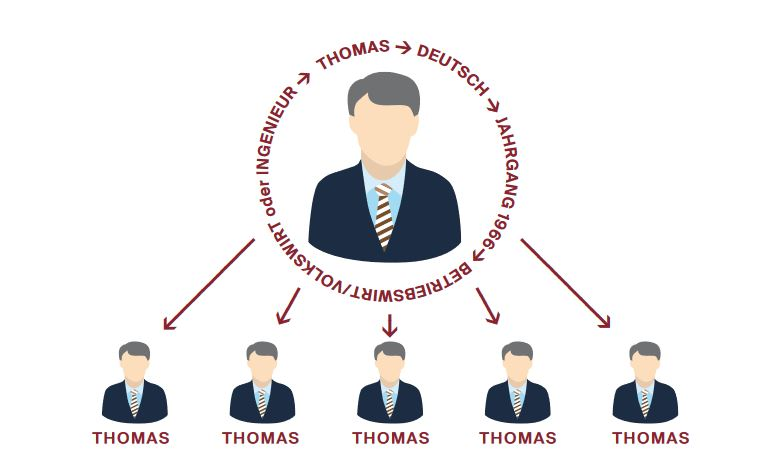 THOMAS → DEUTSCH → JAHRGANG 1966 → BETRIEBSWIRT/VOLKSWIRT oder INGENIEUR →
THOMAS THOMAS THOMAS THOMAS THOMAS